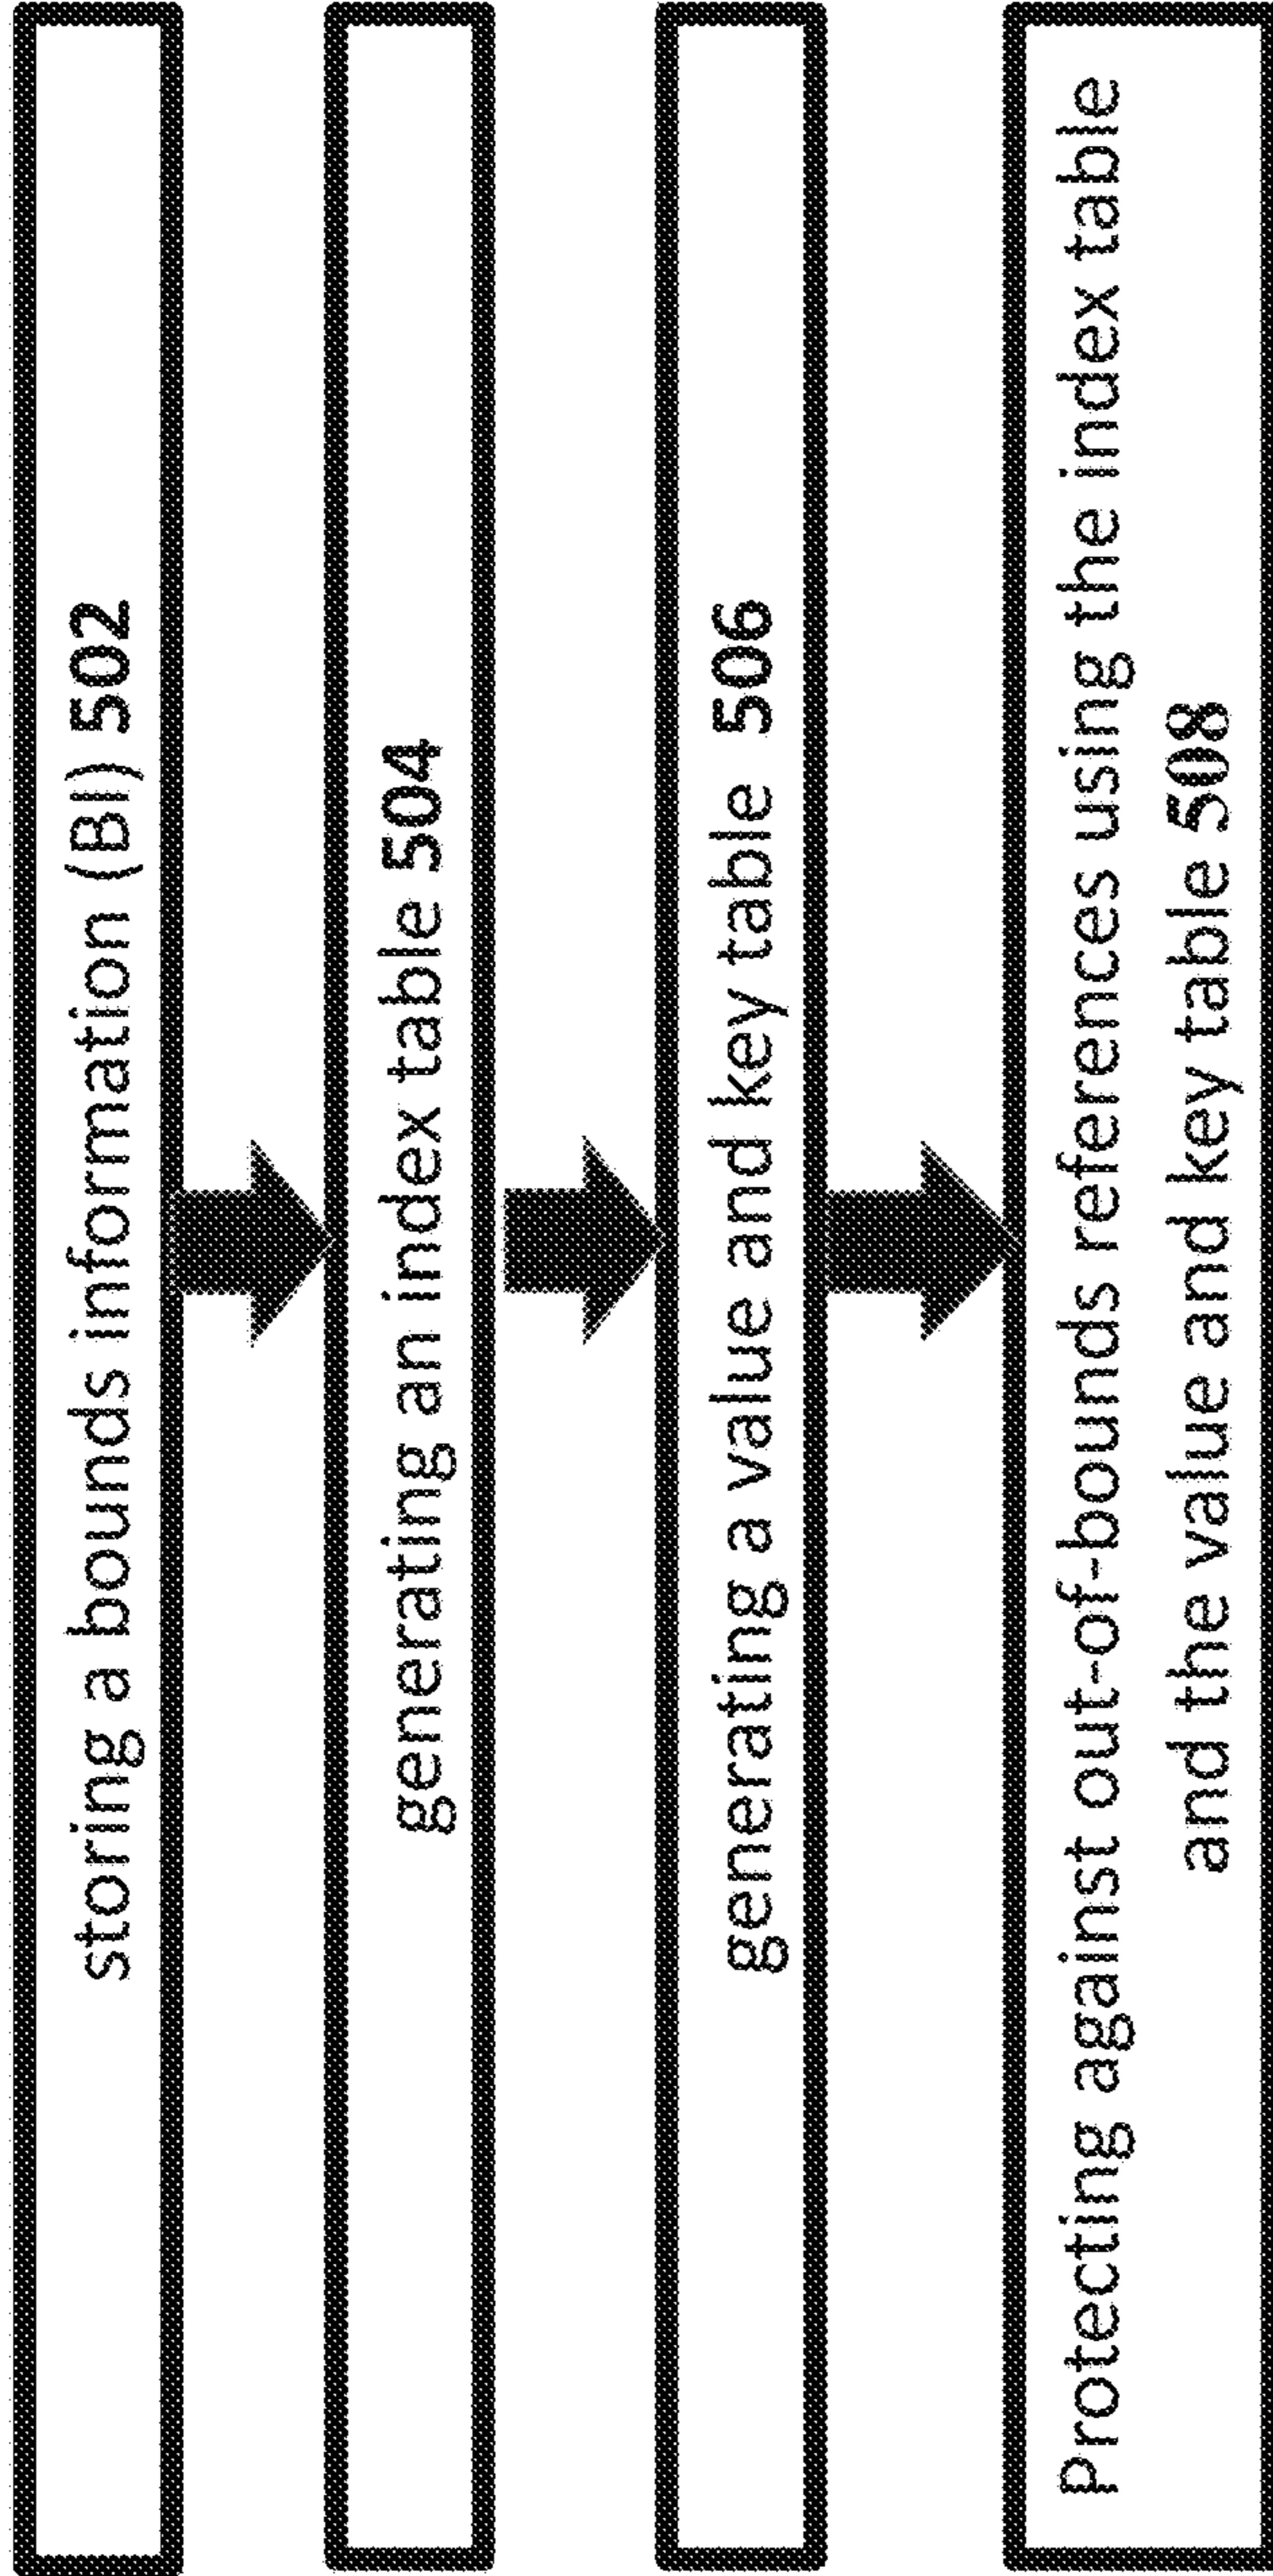 storing a bounds information (BI) 502
generating an index table 504
generating a value and key table 506
Protecting against out-of-bounds references using the index table
and the value and key table 508